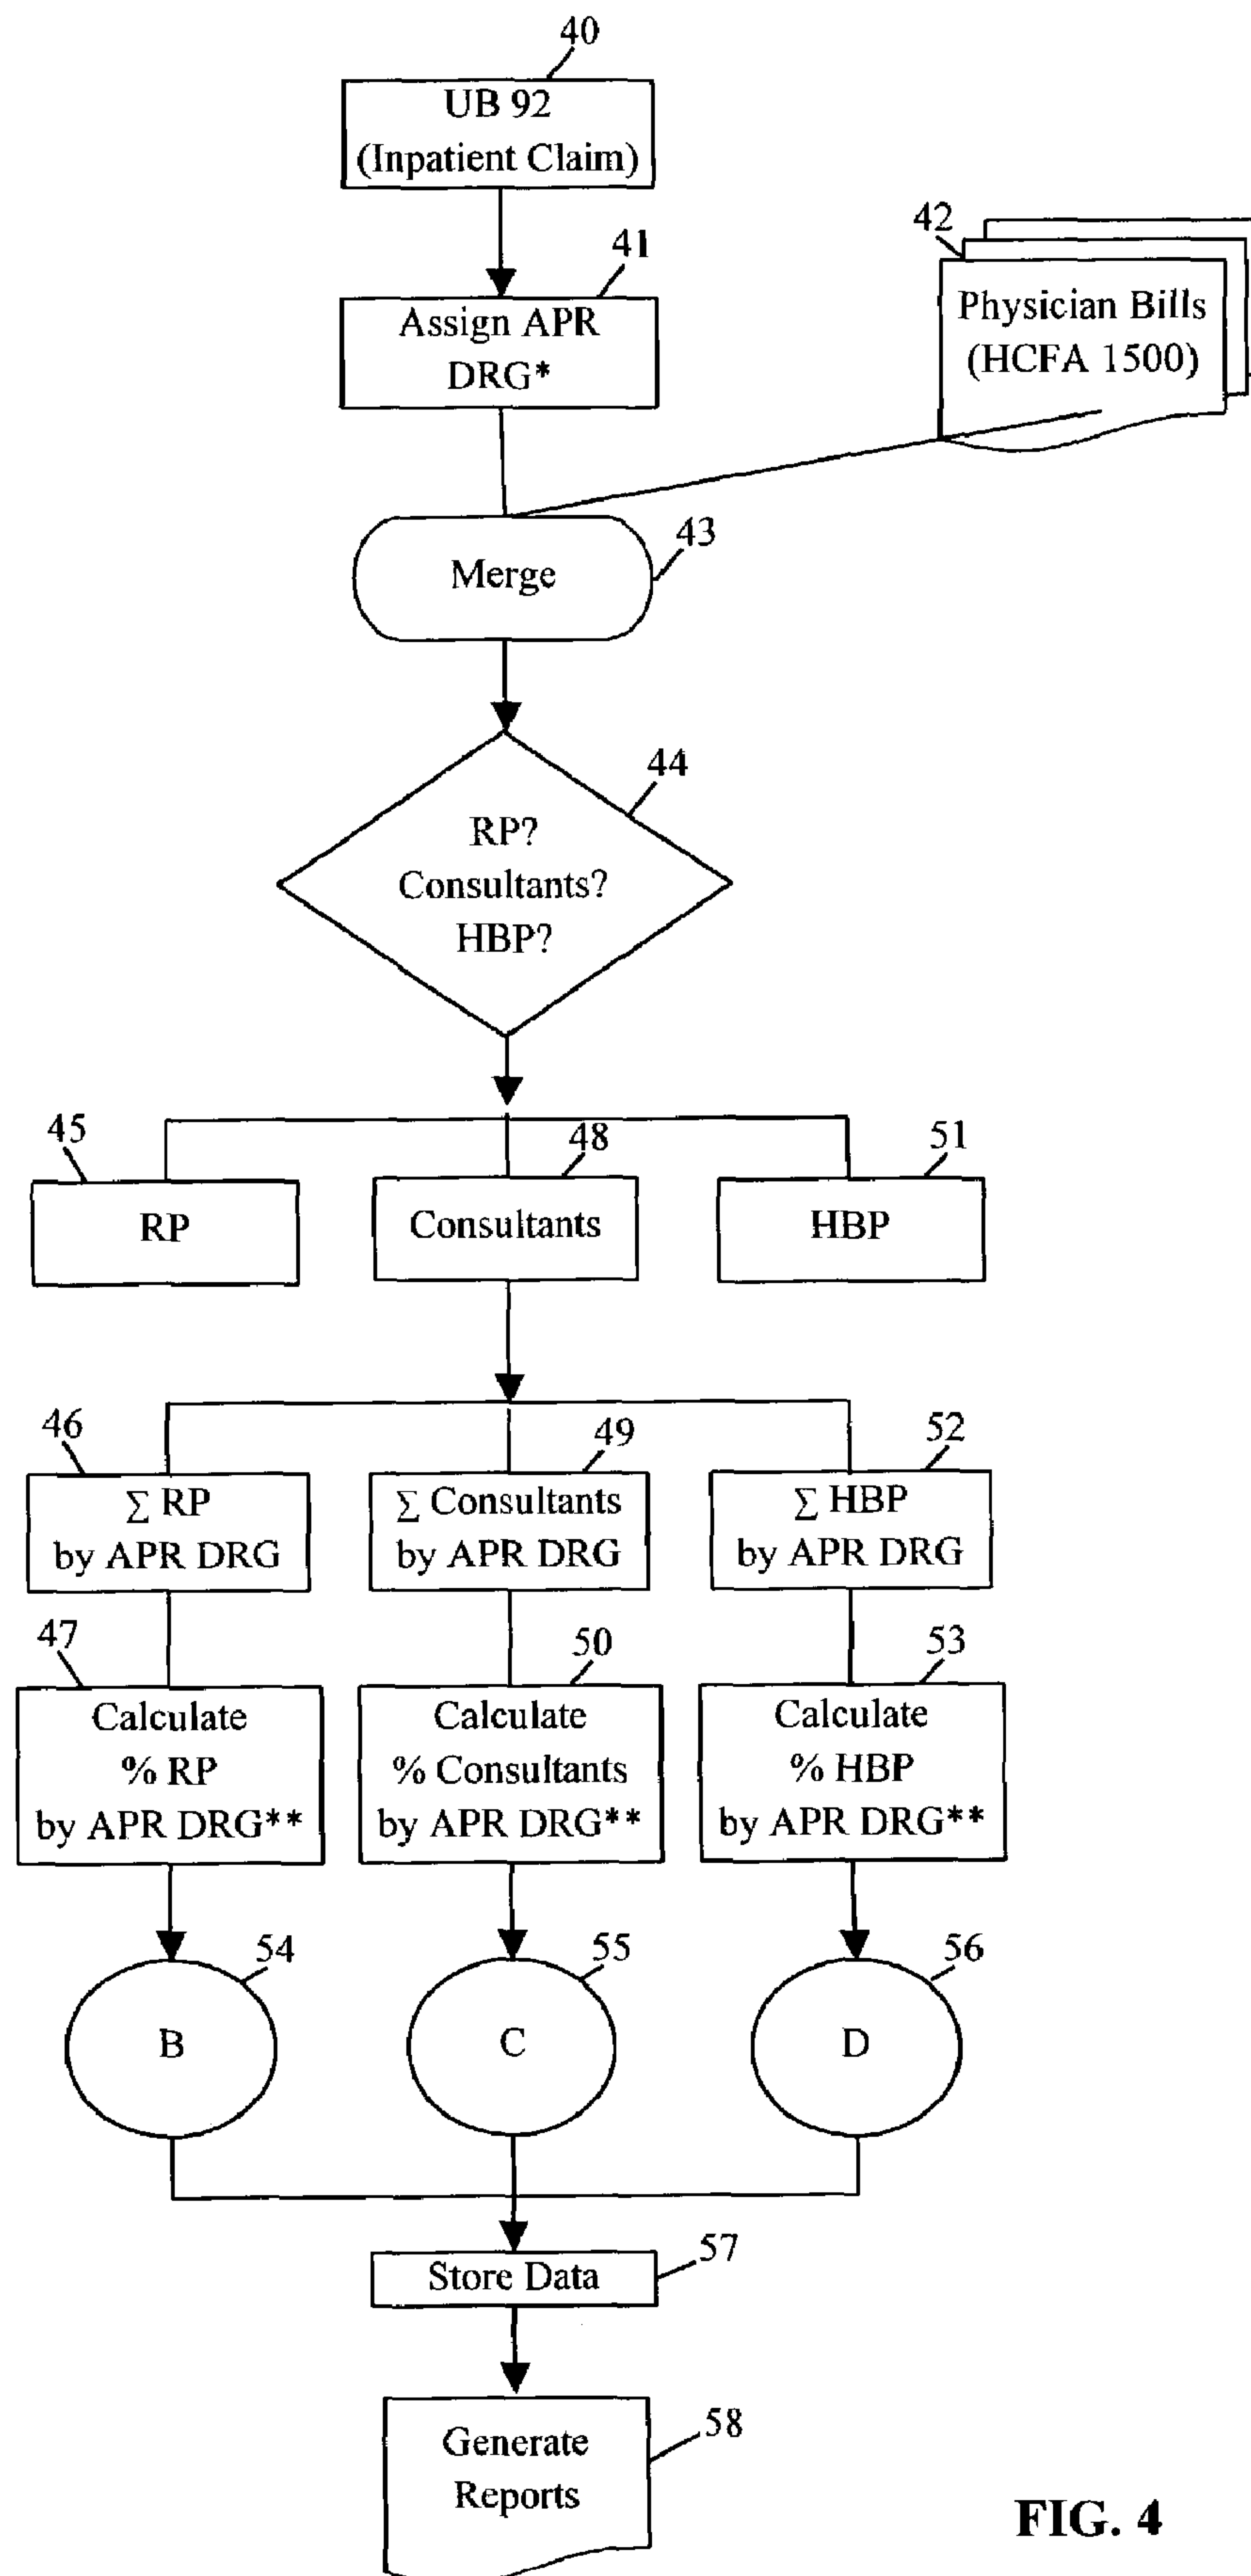 40
UB 92
(Inpatient Claim)
41
Assign APR
DRG*
42
Physician Bills
(HCFA 1500)
43
Merge
44
RP?
Consultants?
HBP?
45
RP
48
Consultants
51
HBP
46
∑ RP
by APR DRG
49
∑ Consultants
by APR DRG
52
∑ HBP
by APR DRG
47
Calculate
% RP
by APR DRG**
50
Calculate
% Consultants
by APR DRG**
53
Calculate
% HBP
by APR DRG**
54
B
55
C
56
D
57
Store Data
58
Generate
Reports
FIG. 4